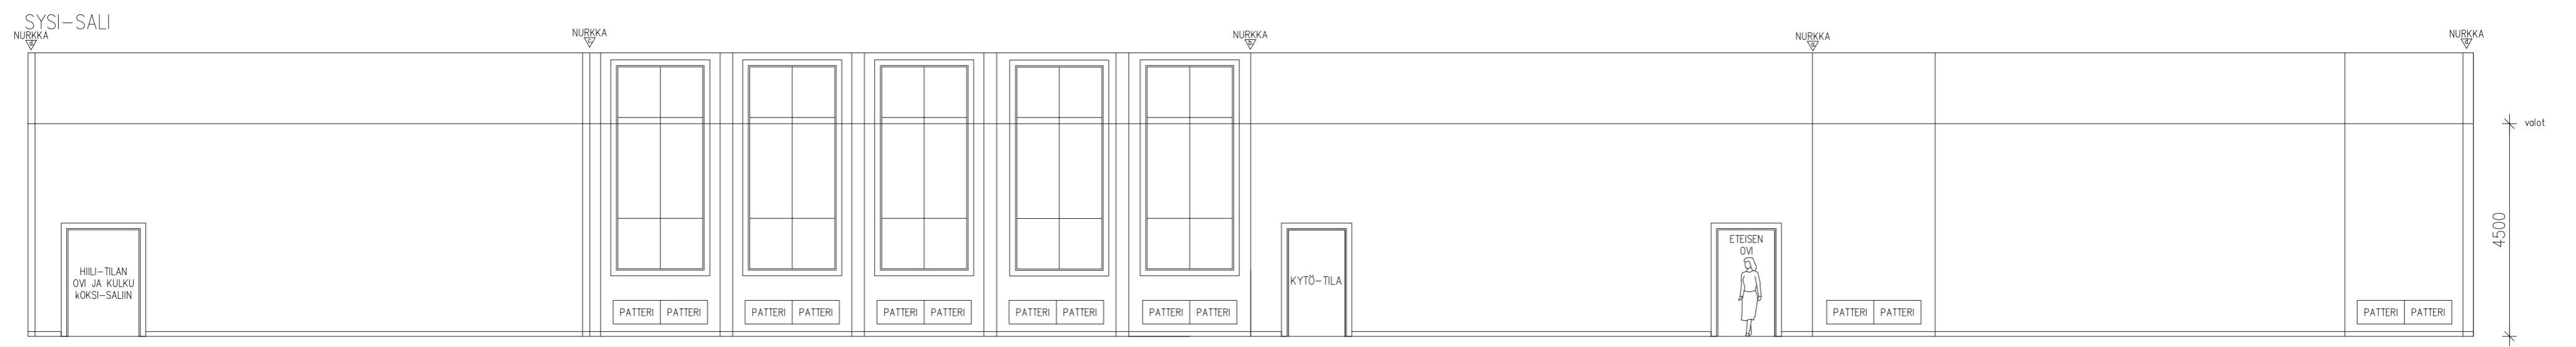 SYSI-SALI
NURKKA
d
NURKKA
c
NURKKA
b
NURKKA
a
NURKKA
d
valot
4500
HIILI-TILAN
OVI JA KULKU
kOKSI-SALIIN
PATTERI PATTERI
PATTERI PATTERI
PATTERI PATTERI
PATTERI PATTERI
PATTERI PATTERI
KYTÖ-TILA
ETEISEN
OVI
PATTERI PATTERI
PATTERI PATTERI